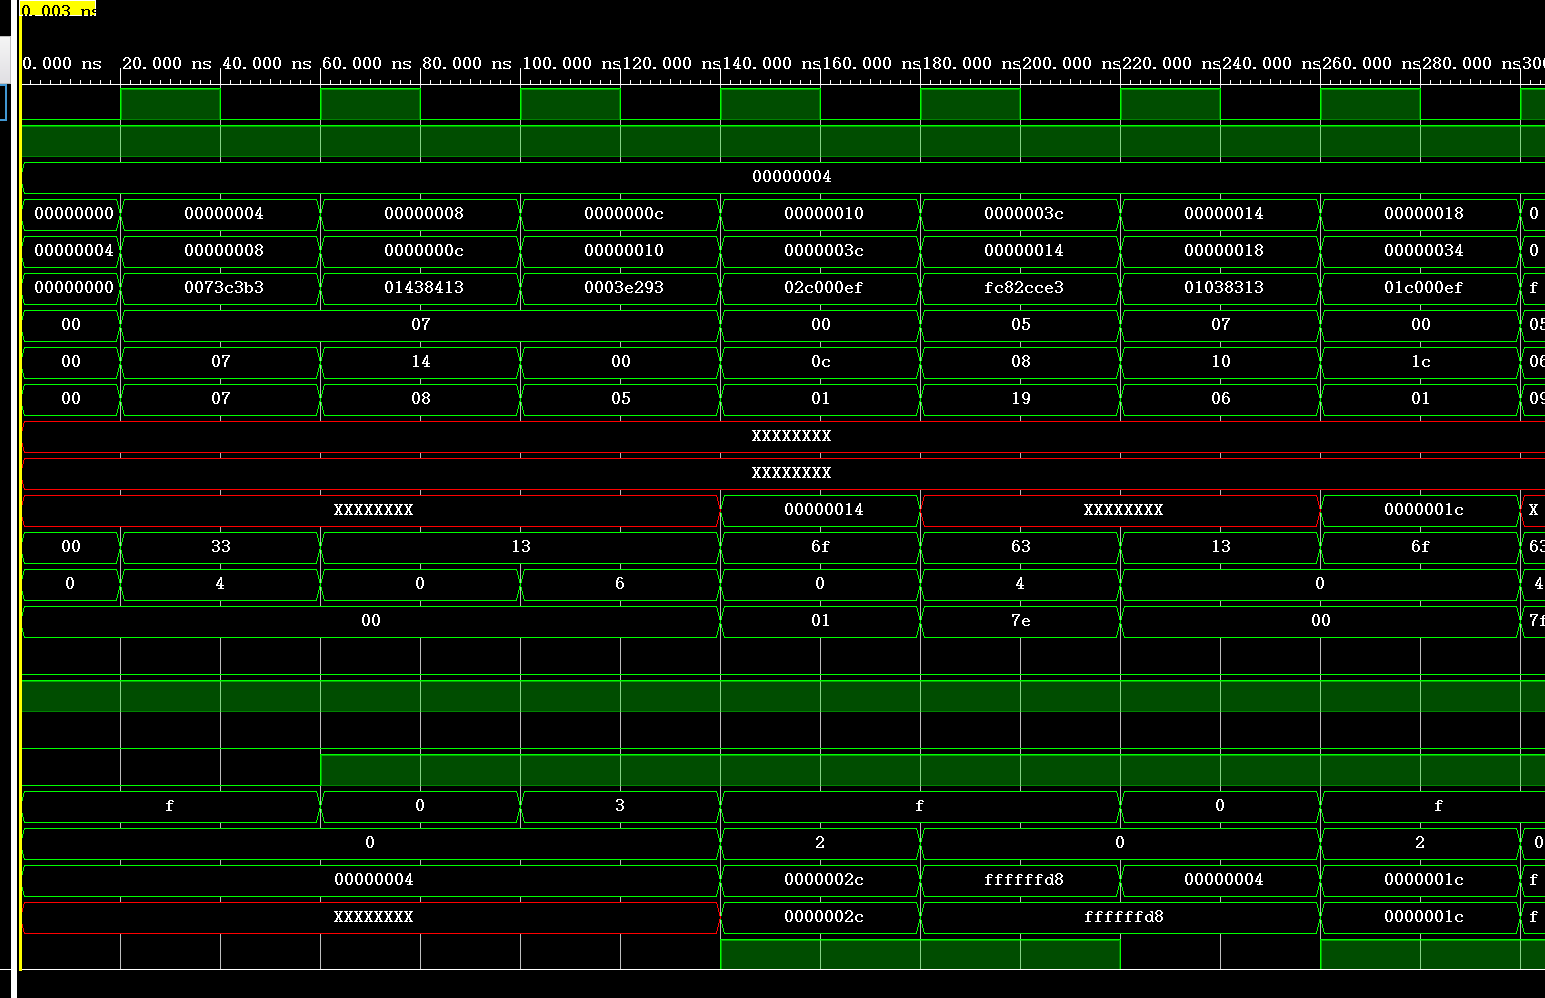 0.003 ns
0.000 ns 20.000 ns 40.000 ns 60.000 ns 80.000 ns 100.000 ns 120.000 ns 140.000 ns 160.000 ns 180.000 ns 200.000 ns 220.000 ns 240.000 ns 260.000 ns 280.000 ns 300
00000004
00000000 00000004 00000008 0000000c 00000010 0000003c 00000014 00000018 0
00000004 00000008 0000000c 00000010 0000003c 00000014 00000018 00000034 0
00000000 0073c3b3 01438413 0003e293 02c000ef fc82cce3 01038313 01c000ef f
00 07 00 05 07 00 05
00 07 14 00 0c 08 10 1c 06
00 07 08 05 01 19 06 01 09
XXXXXXXX
XXXXXXXX
XXXXXXXX 00000014 XXXXXXXX 0000001c X
00 33 13 6f 63 13 6f 63
0 4 0 6 0 4 0 4
00 01 7e 00 7f
f 0 3 f 0 f
0 2 0 2 0
00000004 0000002c ffffffd8 00000004 0000001c f
XXXXXXXX 0000002c ffffffd8 0000001c f